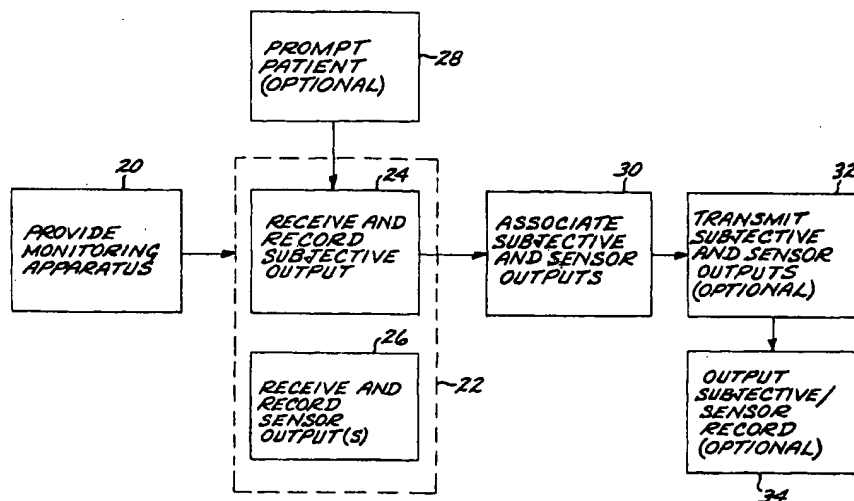 PROMPT
PATIENT
(OPTIONAL)
28
20
PROVIDE
MONITORING
APPARATUS
24
RECEIVE AND
RECORD
SUBJECTIVE
OUTPUT
26
RECEIVE AND
RECORD
SENSOR
OUTPUT(S)
22
30
ASSOCIATE
SUBJECTIVE
AND SENSOR
OUTPUTS
32
TRANSMIT
SUBJECTIVE
AND SENSOR
OUTPUTS
(OPTIONAL)
OUTPUT
SUBJECTIVE/
SENSOR
RECORD
(OPTIONAL)
34